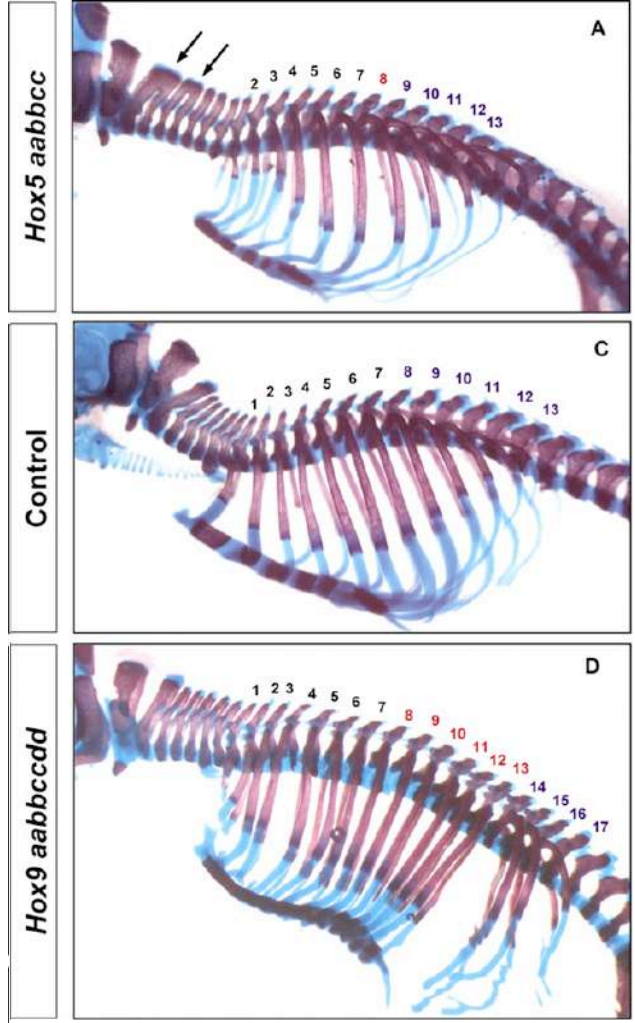 A
Hox5 aabbcc
2 3 4 5 6 7 8 9 10 11 12 13
C
Control
1 2 3 4 5 6 7 8 9 10 11 12 13
D
Hox9 aabbccdd
1 2 3 4 5 6 7 8 9 10 11 12 13 14 15 16 17